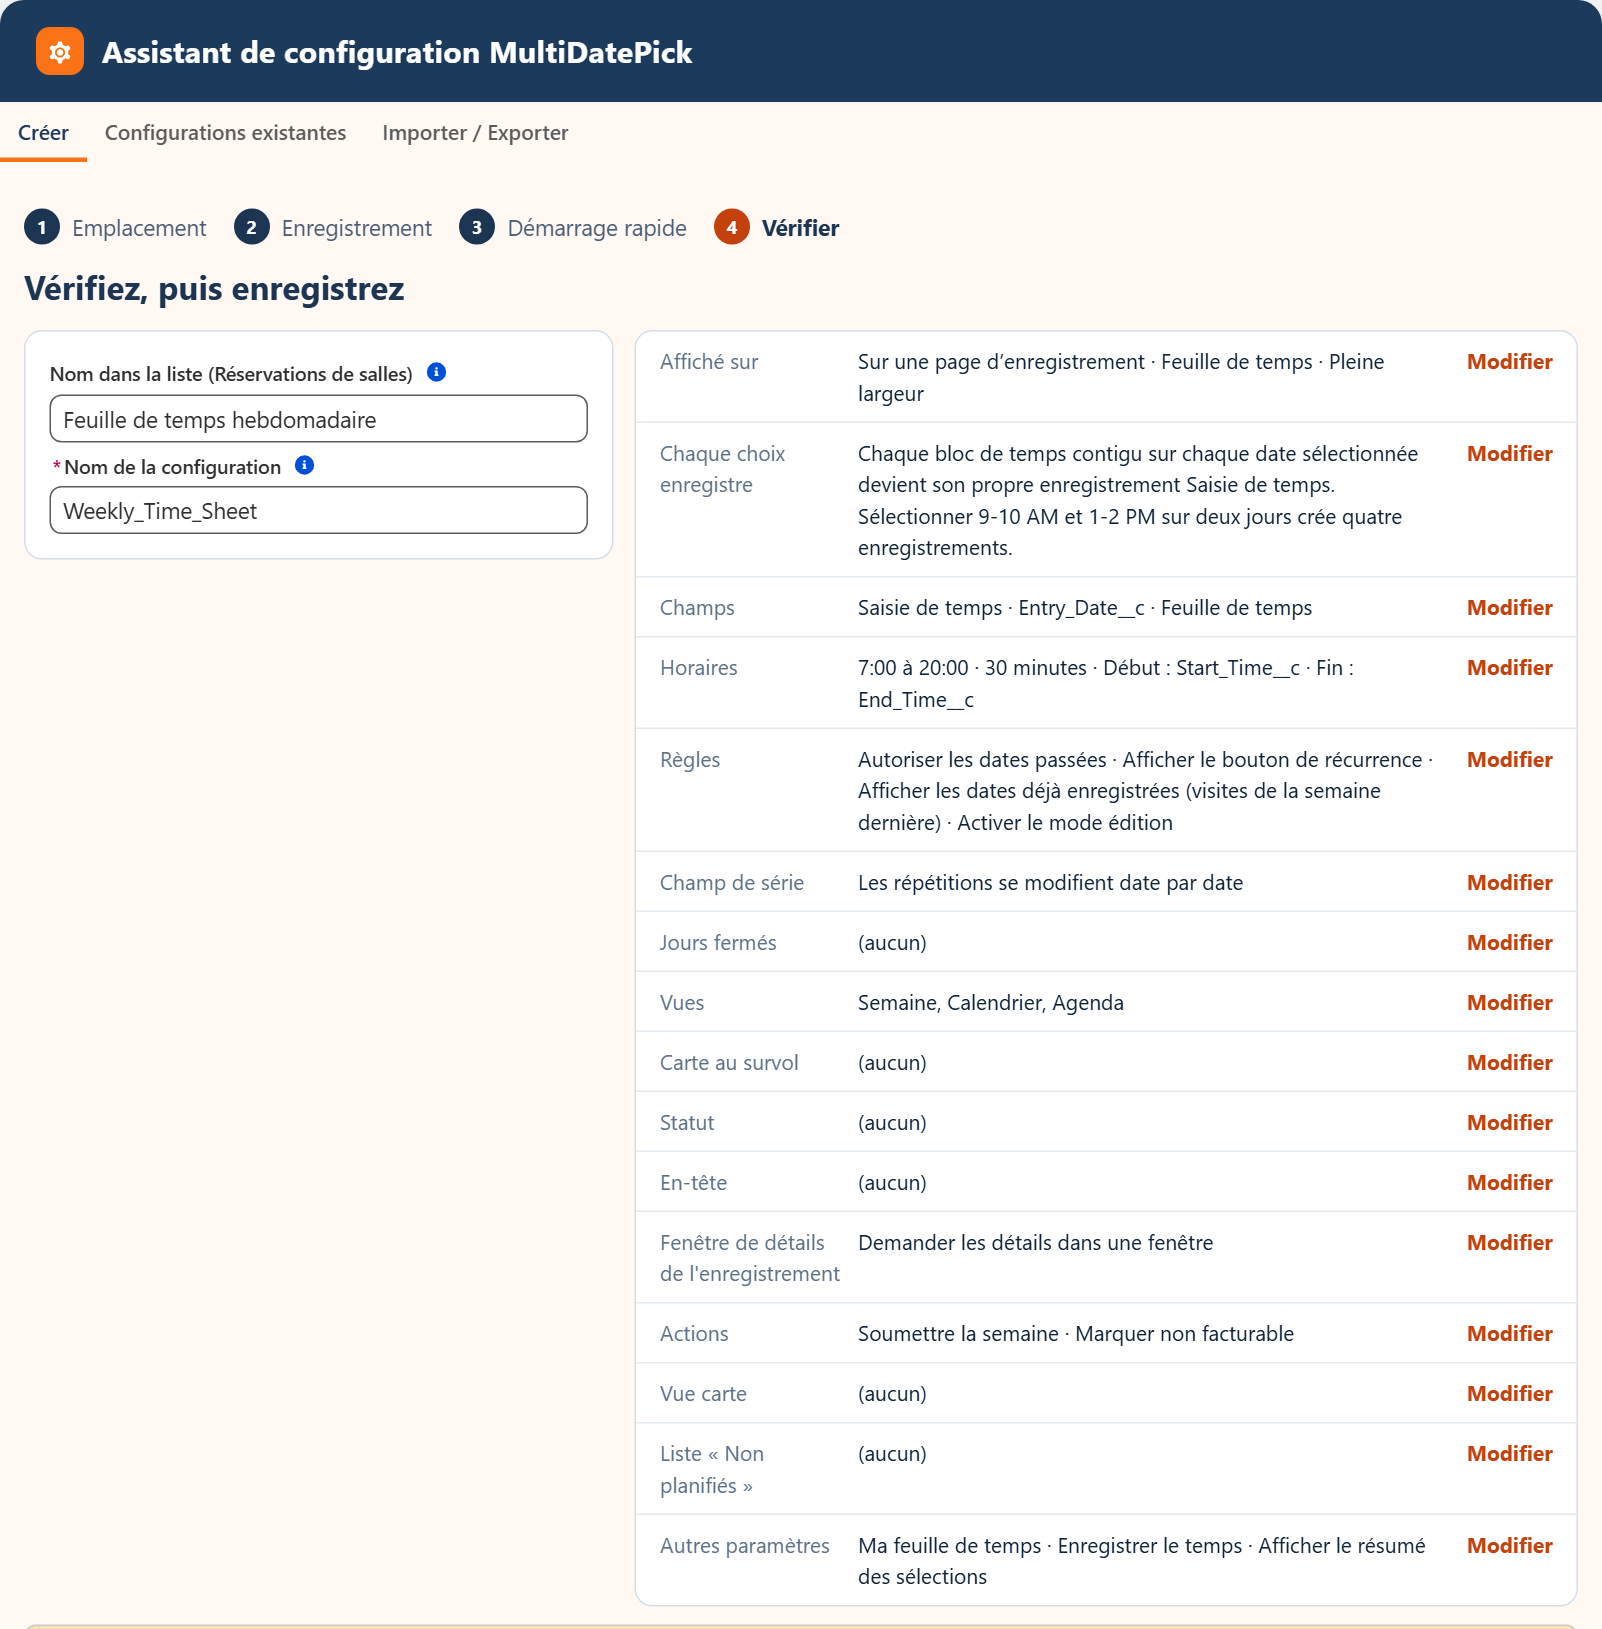 Assistant de configuration MultiDatePick
Créer
Configurations existantes
Importer / Exporter
1 Emplacement
2 Enregistrement
3 Démarrage rapide
4 Vérifier
Vérifiez, puis enregistrez
Nom dans la liste (Réservations de salles)
Feuille de temps hebdomadaire
*Nom de la configuration
Weekly_Time_Sheet
Affiché sur
Sur une page d’enregistrement · Feuille de temps · Pleine
largeur
Modifier
Chaque choix
enregistre
Chaque bloc de temps contigu sur chaque date sélectionnée
devient son propre enregistrement Saisie de temps.
Sélectionner 9-10 AM et 1-2 PM sur deux jours crée quatre
enregistrements.
Modifier
Champs
Saisie de temps · Entry_Date__c · Feuille de temps
Modifier
Horaires
7:00 à 20:00 · 30 minutes · Début : Start_Time__c · Fin :
End_Time__c
Modifier
Règles
Autoriser les dates passées · Afficher le bouton de récurrence ·
Afficher les dates déjà enregistrées (visites de la semaine
dernière) · Activer le mode édition
Modifier
Champ de série
Les répétitions se modifient date par date
Modifier
Jours fermés
(aucun)
Modifier
Vues
Semaine, Calendrier, Agenda
Modifier
Carte au survol
(aucun)
Modifier
Statut
(aucun)
Modifier
En-tête
(aucun)
Modifier
Fenêtre de détails
de l'enregistrement
Demander les détails dans une fenêtre
Modifier
Actions
Soumettre la semaine · Marquer non facturable
Modifier
Vue carte
(aucun)
Modifier
Liste « Non
planifiés »
(aucun)
Modifier
Autres paramètres
Ma feuille de temps · Enregistrer le temps · Afficher le résumé
des sélections
Modifier